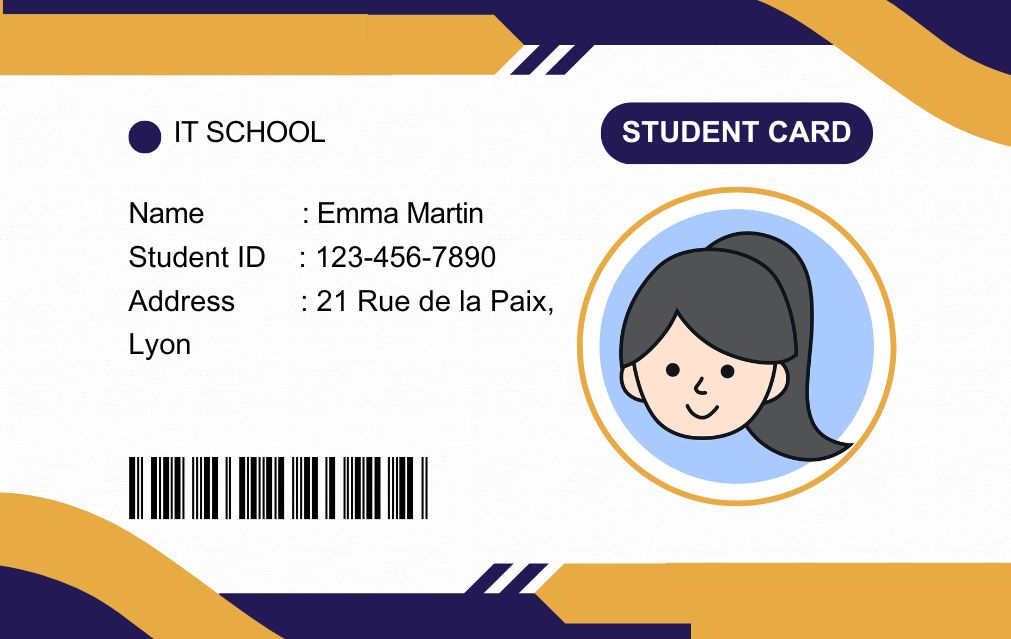 IT SCHOOL
STUDENT CARD
Name : Emma Martin
Student ID : 123-456-7890
Address : 21 Rue de la Paix,
Lyon